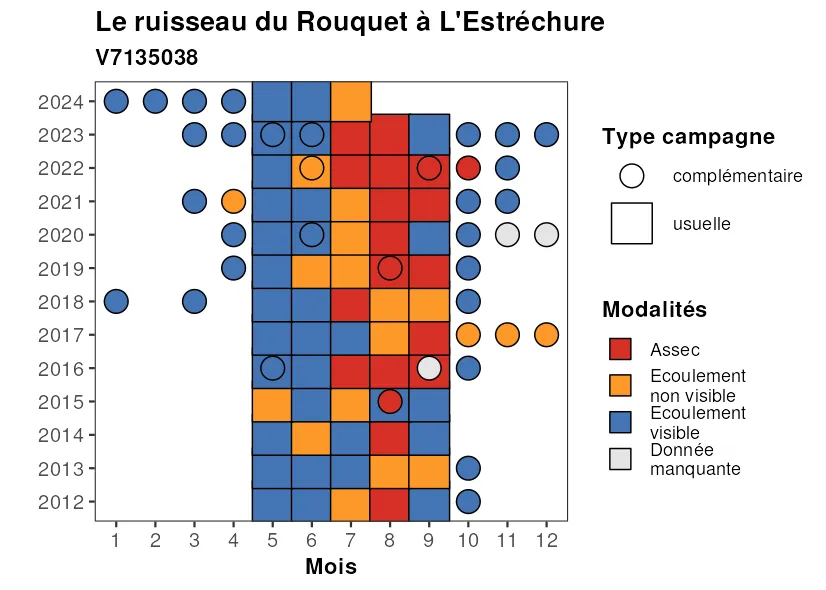 Le ruisseau du Rouquet à L'Estréchure
V7135038
2024
2023
2022
2021
2020
2019
2018
2017
2016
2015
2014
2013
2012
1 2 3 4 5 6 7 8 9 10 11 12
Mois
Type campagne
complémentaire
usuelle
Modalités
Assec
Ecoulement
non visible
Ecoulement
visible
Donnée
manquante